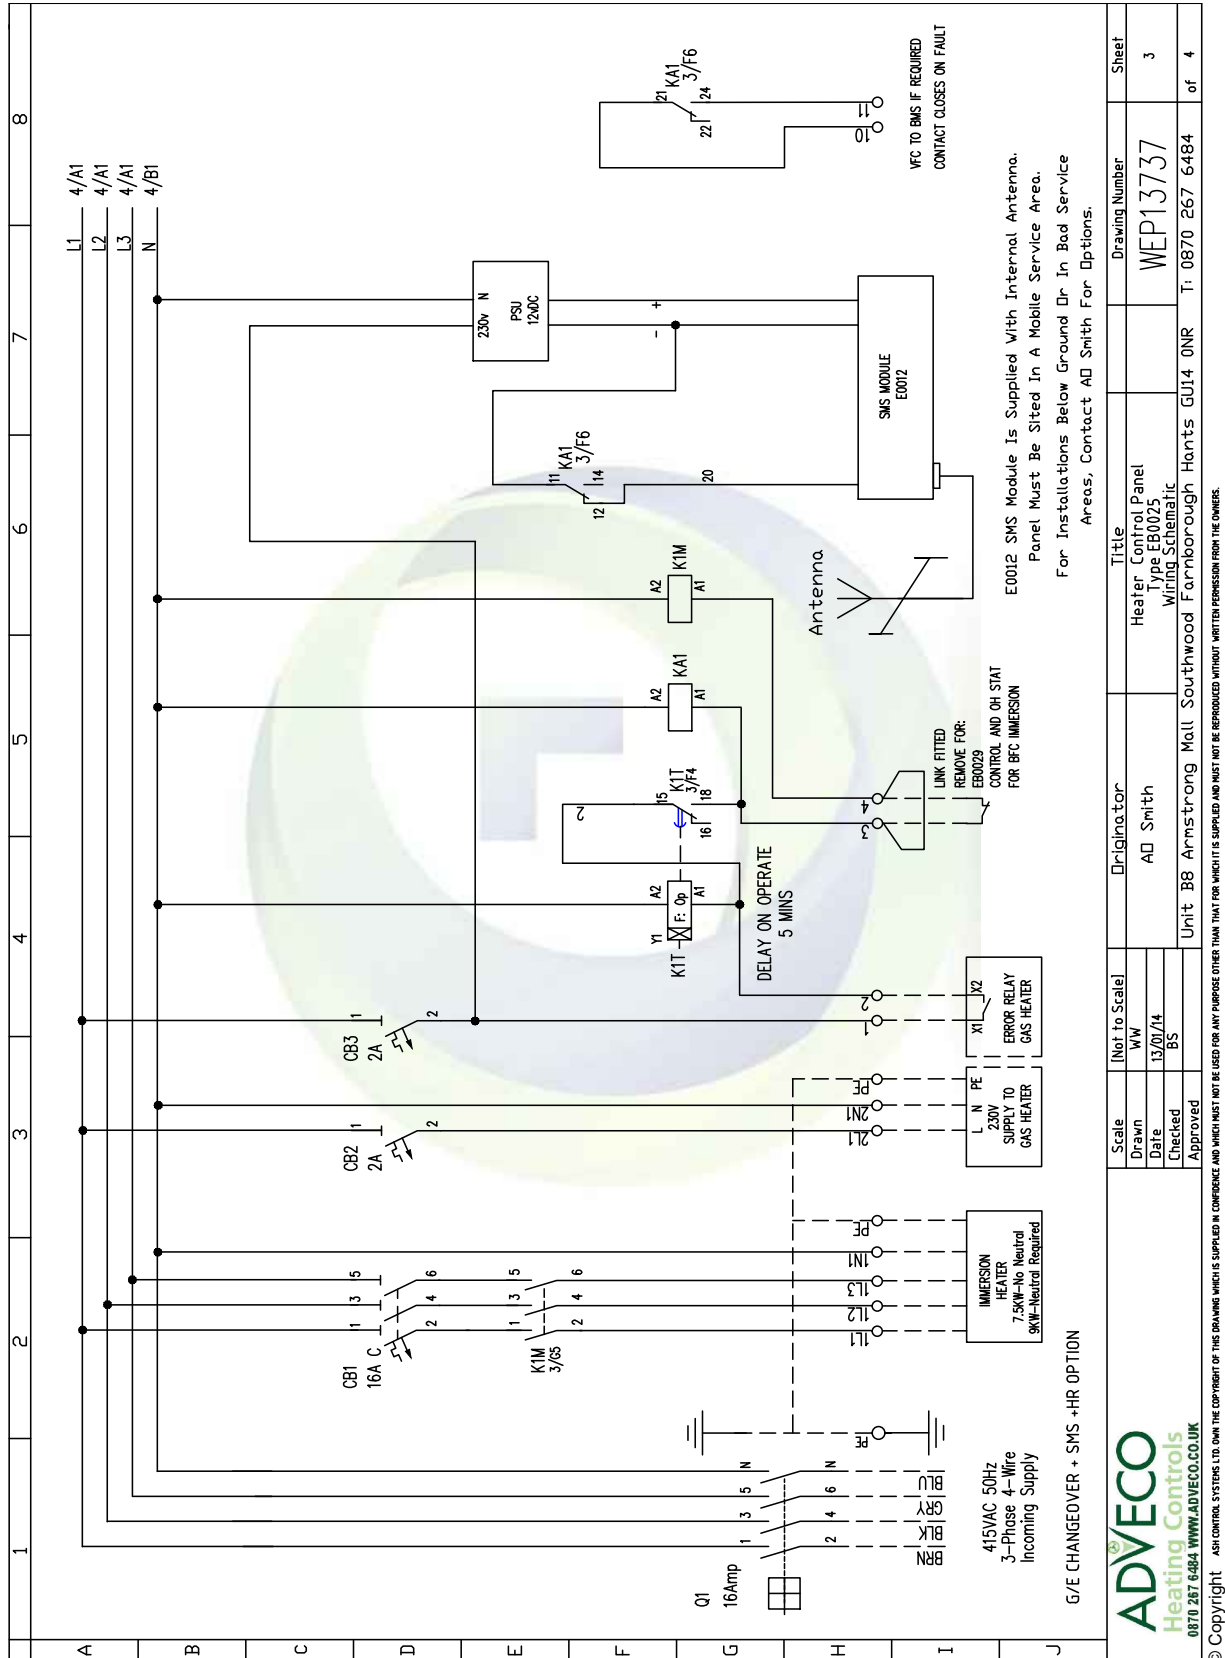 1
2
3
4
5
6
7
8
A
B
C
D
E
F
G
H
I
J
L1 4/A1
L2 4/A1
L3 4/A1
N 4/B1
Q1
16Amp
1
3
5
N
2
4
6
N
BRN
BLK
GRY
BLU
415VAC 50Hz
3-Phase 4-Wire
Incoming Supply
PE
CB1
16A C
1
3
5
2
4
6
K1M
3/G5
1
3
5
2
4
6
1L1
1L2
1L3
1N1
PE
IMMERSION
HEATER
7.5KW-No Neutral
9KW-Neutral Required
CB2
2A
1
2
2L1
2N1
PE
L N PE
230V
SUPPLY TO
GAS HEATER
CB3
2A
1
2
1
2
X1
X2
ERROR RELAY
GAS HEATER
K1T
Y1
A2
F: Op
A1
DELAY ON OPERATE
5 MINS
2
15
K1T
3/F4
16
18
KA1
A2
A1
K1M
A2
A1
3
4
LINK FITTED
REMOVE FOR:
EB0029
CONTROL AND OH STAT
FOR BFC IMMERSION
Antenna
11
KA1
3/F6
12
14
20
230v N
PSU
12vDC
- +
SMS MODULE
E0012
21
KA1
3/F6
22
24
10
11
VFC TO BMS IF REQUIRED
CONTACT CLOSES ON FAULT
E0012 SMS Module Is Supplied With Internal Antenna.
Panel Must Be Sited In A Mobile Service Area.
For Installations Below Ground Or In Bad Service
Areas, Contact AO Smith For Options.
G/E CHANGEOVER + SMS +HR OPTION
ADVECO
Heating Controls
0870 267 6484 WWW.ADVECO.CO.UK
Scale [Not to Scale]
Drawn WW
Date 13/01/14
Checked BS
Approved
Originator
AO Smith
Title
Heater Control Panel
Type EB0025
Wiring Schematic
Drawing Number
WEP13737
Sheet
3
of 4
Unit B8 Armstrong Mall Southwood Farnborough Hants GU14 0NR T: 0870 267 6484
© Copyright ASH CONTROL SYSTEMS LTD. OWN THE COPYRIGHT OF THIS DRAWING WHICH IS SUPPLIED IN CONFIDENCE AND WHICH MUST NOT BE USED FOR ANY PURPOSE OTHER THAN THAT FOR WHICH IT IS SUPPLIED AND MUST NOT BE REPRODUCED WITHOUT WRITTEN PERMISSION FROM THE OWNERS.